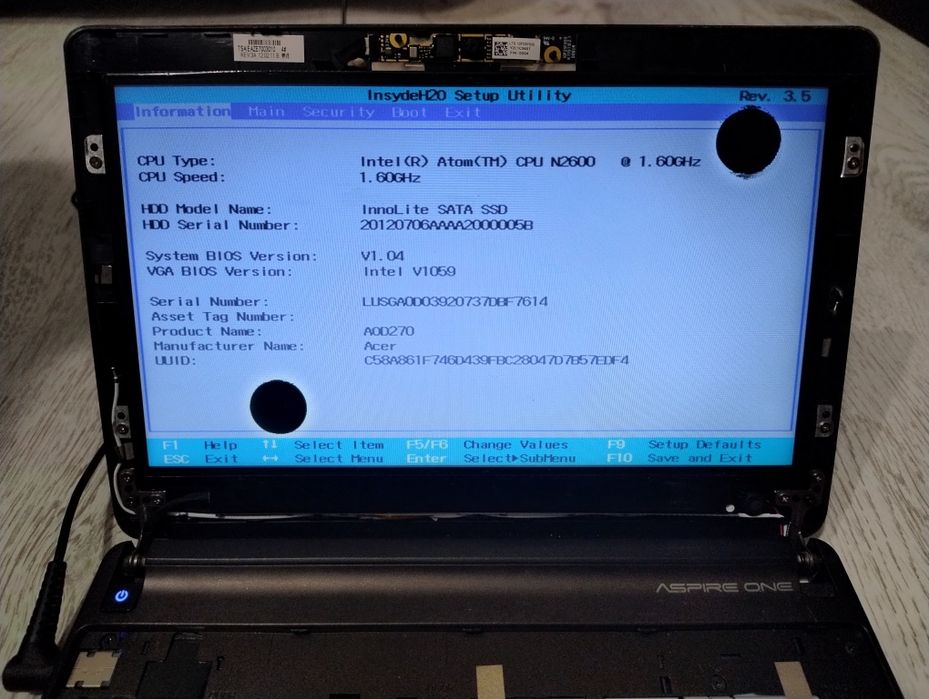 InsydeH2O Setup Utility Rev. 3.5
Information Main Security Boot Exit
CPU Type: Intel(R) Atom(TM) CPU N2600 @ 1.60GHz
CPU Speed: 1.60GHz
HDD Model Name: InnoLite SATA SSD
HDD Serial Number: 20120706AAAA2000005B
System BIOS Version: V1.04
VGA BIOS Version: Intel V1059
Serial Number: LUSGA0D03920737DBF7614
Asset Tag Number:
Product Name: AOD270
Manufacturer Name: Acer
UUID: C58A861F746D439FBC28047D7B57EDF4
F1 Help ↑↓ Select Item F5/F6 Change Values F9 Setup Defaults
ESC Exit ↔ Select Menu Enter Select▶SubMenu F10 Save and Exit
ASPIRE ONE